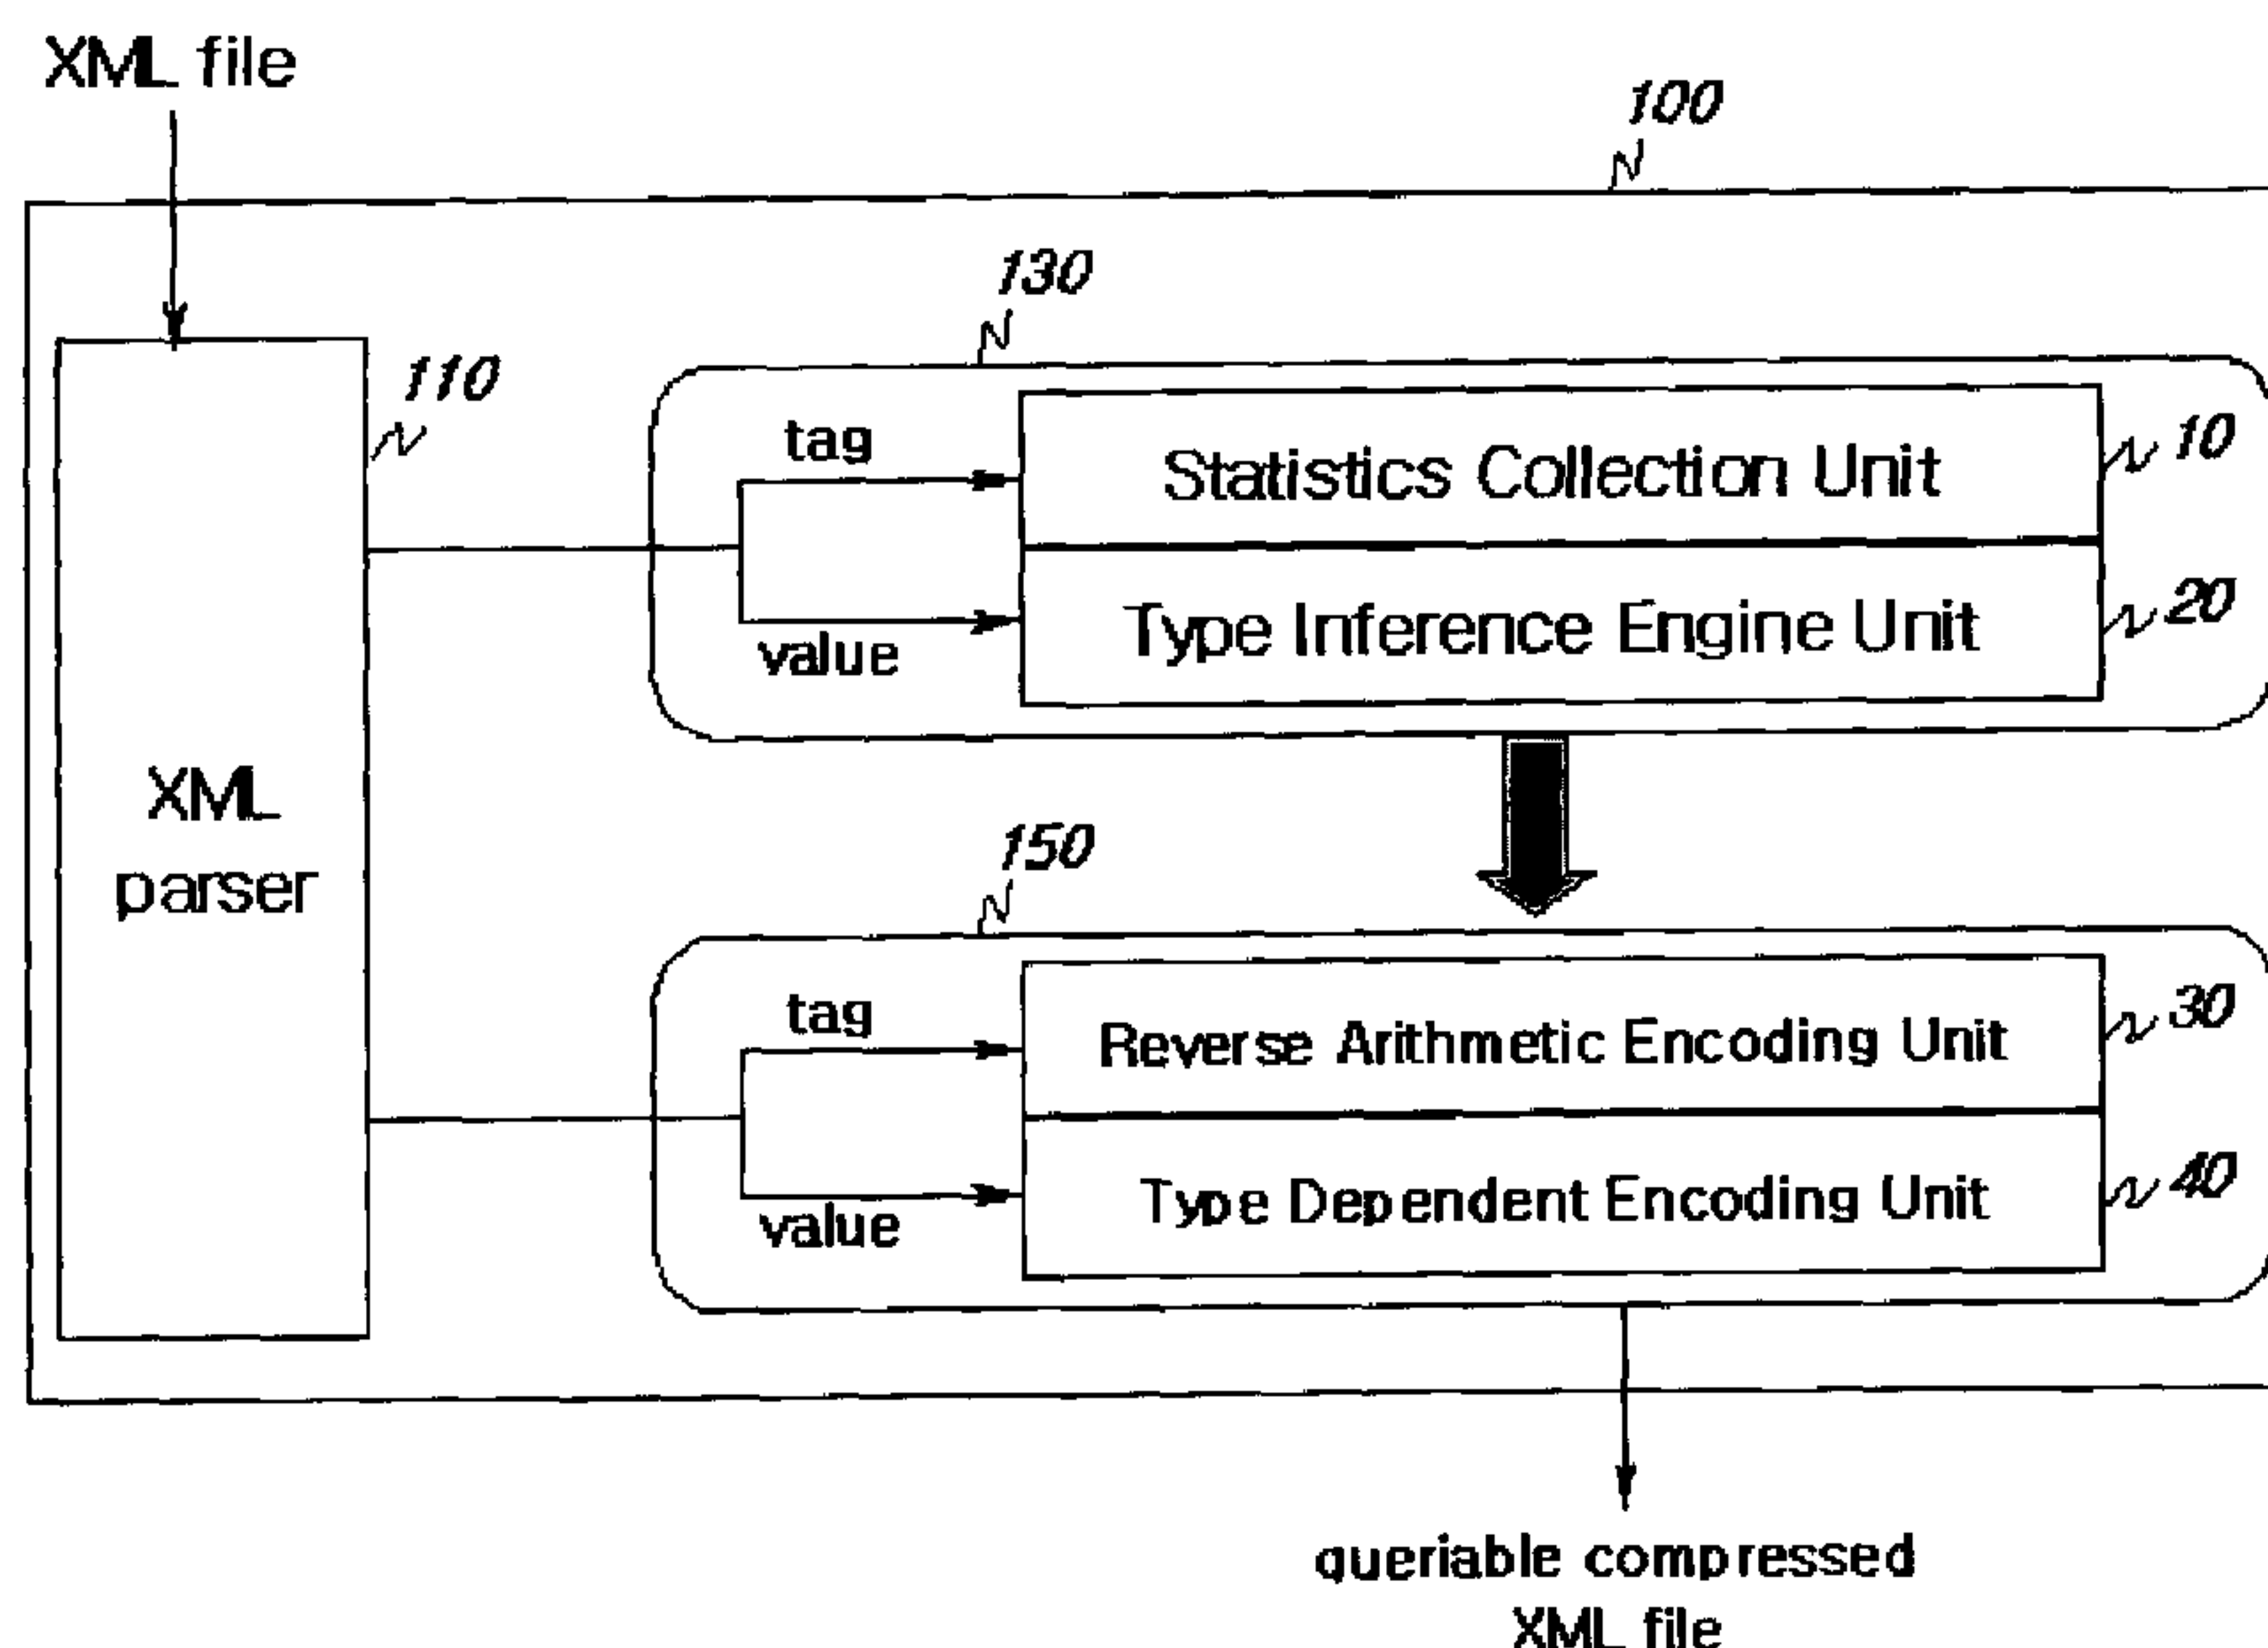 XML file
100
130
110
tag
Statistics Collection Unit
10
Type Inference Engine Unit
20
value
XML
parser
150
tag
Reverse Arithmetic Encoding Unit
30
Type Dependent Encoding Unit
40
value
queriable compressed
XML file